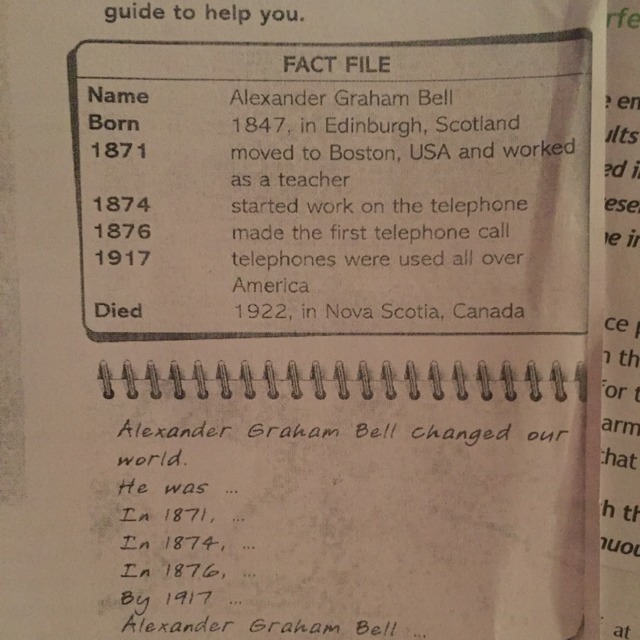 guide to help you.
FACT FILE
Name Alexander Graham Bell
Born 1847, in Edinburgh, Scotland
1871 moved to Boston, USA and worked
as a teacher
1874 started work on the telephone
1876 made the first telephone call
1917 telephones were used all over
America
Died 1922, in Nova Scotia, Canada
Alexander Graham Bell changed our
world.
He was ...
In 1871, ...
In 1874, ...
In 1876, ...
By 1917 ...
Alexander Graham Bell ...
for
that
at